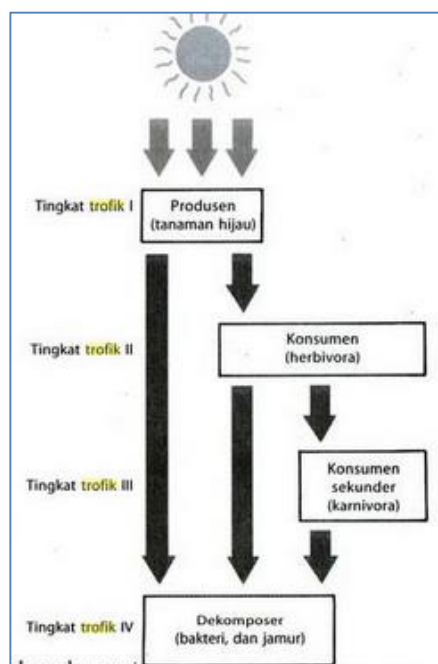 Tingkat trofik I
Produsen
(tanaman hijau)
Tingkat trofik II
Konsumen
(herbivora)
Tingkat trofik III
Konsumen
sekunder
(karnivora)
Tingkat trofik IV
Dekomposer
(bakteri, dan jamur)